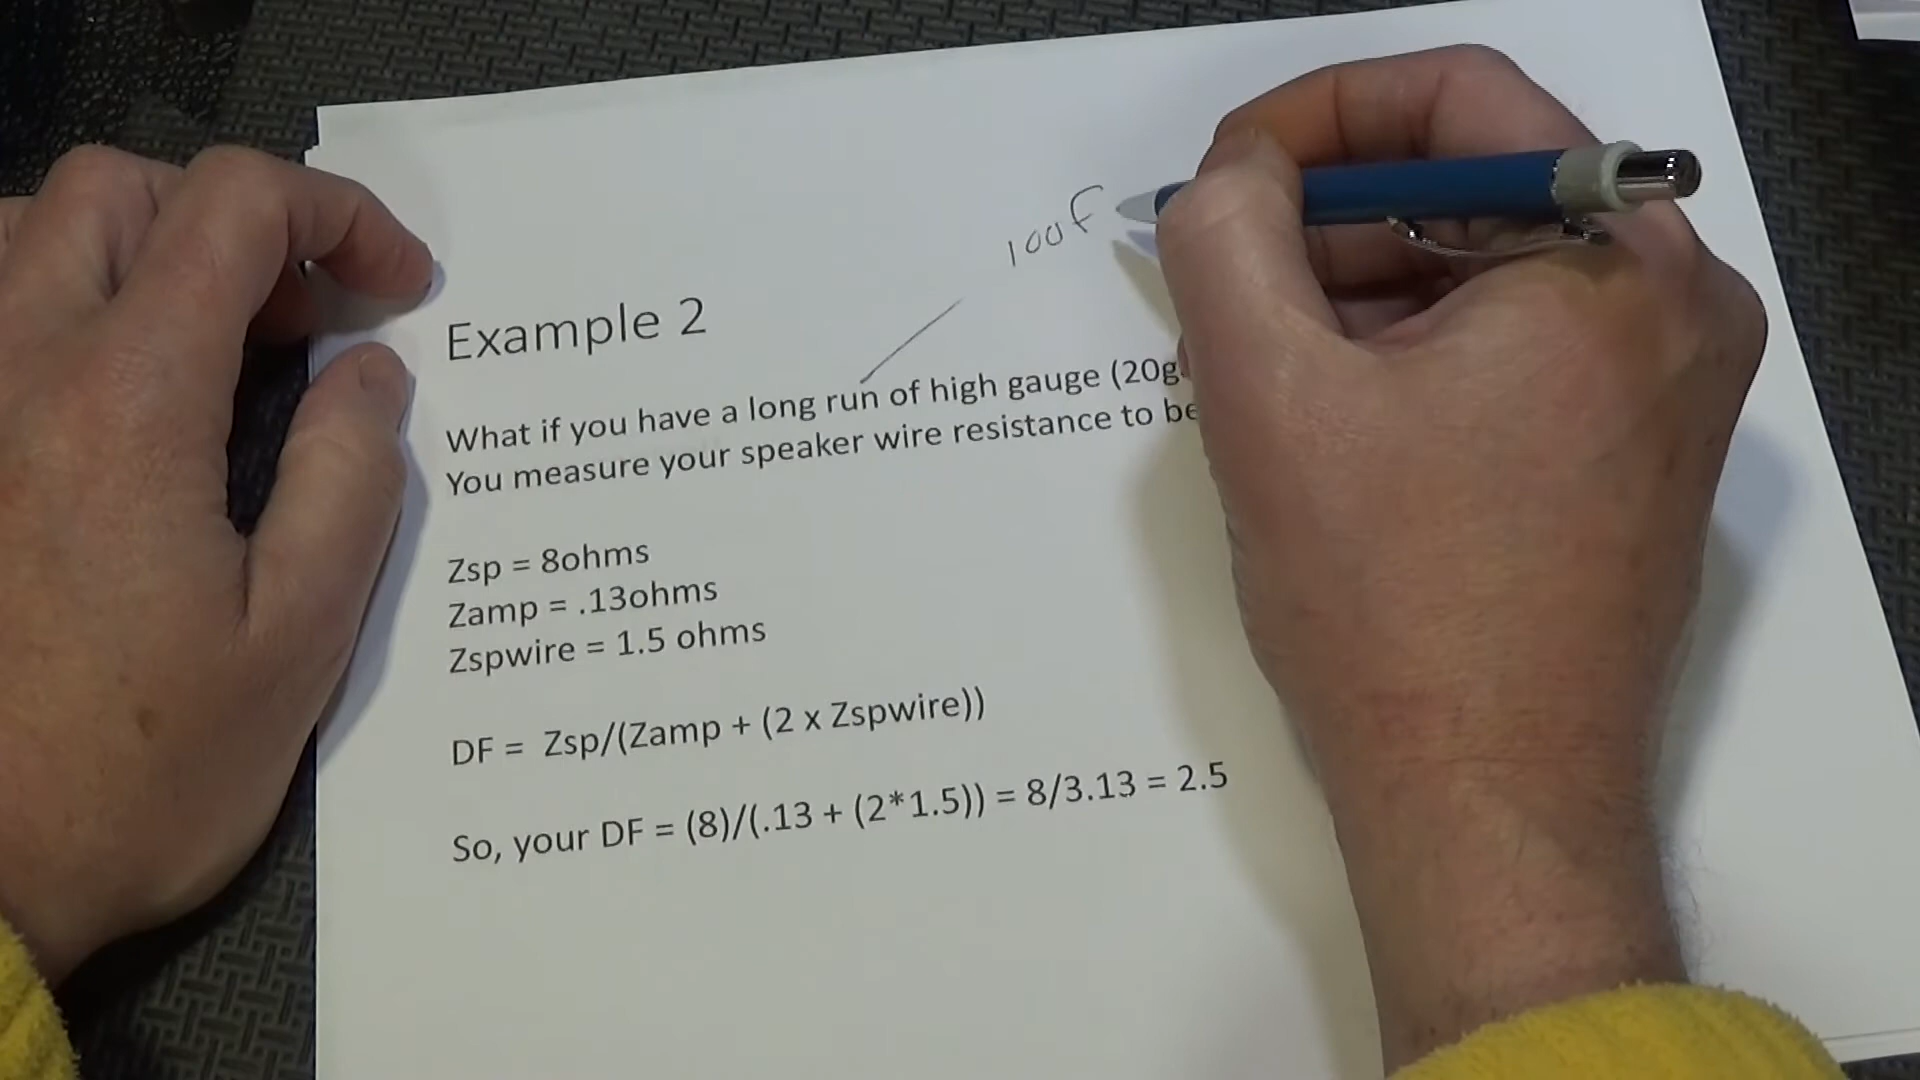 100f
Example 2
What if you have a long run of high gauge (20g
You measure your speaker wire resistance to be
Zsp = 8ohms
Zamp = .13ohms
Zspwire = 1.5 ohms
DF = Zsp/(Zamp + (2 x Zspwire))
So, your DF = (8)/(.13 + (2*1.5)) = 8/3.13 = 2.5